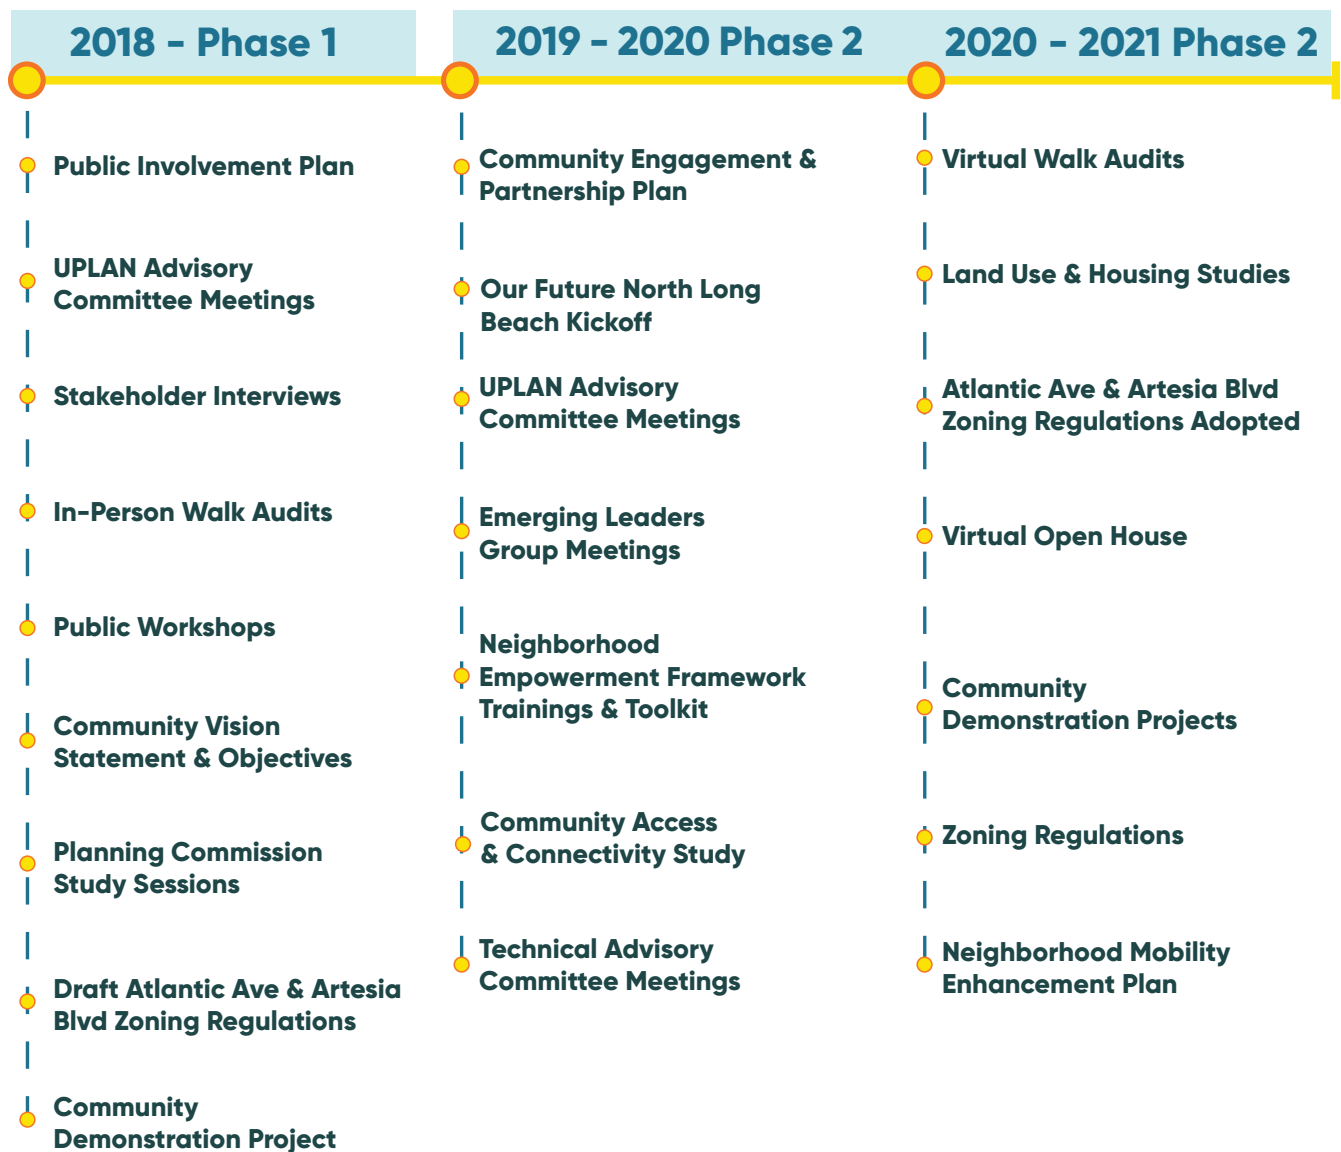 2018 - Phase 1
Public Involvement Plan
UPLAN Advisory
Committee Meetings
Stakeholder Interviews
In-Person Walk Audits
Public Workshops
Community Vision
Statement & Objectives
Planning Commission
Study Sessions
Draft Atlantic Ave & Artesia
Blvd Zoning Regulations
Community
Demonstration Project
2019 - 2020 Phase 2
Community Engagement &
Partnership Plan
Our Future North Long
Beach Kickoff
UPLAN Advisory
Committee Meetings
Emerging Leaders
Group Meetings
Neighborhood
Empowerment Framework
Trainings & Toolkit
Community Access
& Connectivity Study
Technical Advisory
Committee Meetings
2020 - 2021 Phase 2
Virtual Walk Audits
Land Use & Housing Studies
Atlantic Ave & Artesia Blvd
Zoning Regulations Adopted
Virtual Open House
Community
Demonstration Projects
Zoning Regulations
Neighborhood Mobility
Enhancement Plan